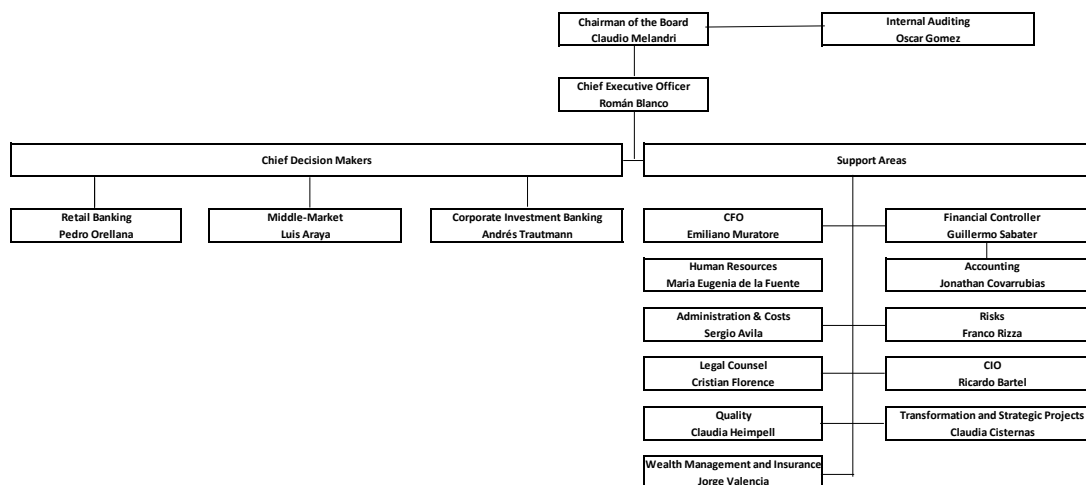 Chairman of the Board
Claudio Melandri
Internal Auditing
Oscar Gomez
Chief Executive Officer
Román Blanco
Chief Decision Makers
Support Areas
Retail Banking
Pedro Orellana
Middle-Market
Luis Araya
Corporate Investment Banking
Andrés Trautmann
CFO
Emiliano Muratore
Financial Controller
Guillermo Sabater
Human Resources
Maria Eugenia de la Fuente
Accounting
Jonathan Covarrubias
Administration & Costs
Sergio Avila
Risks
Franco Rizza
Legal Counsel
Cristian Florence
CIO
Ricardo Bartel
Quality
Claudia Heimpell
Transformation and Strategic Projects
Claudia Cisternas
Wealth Management and Insurance
Jorge Valencia